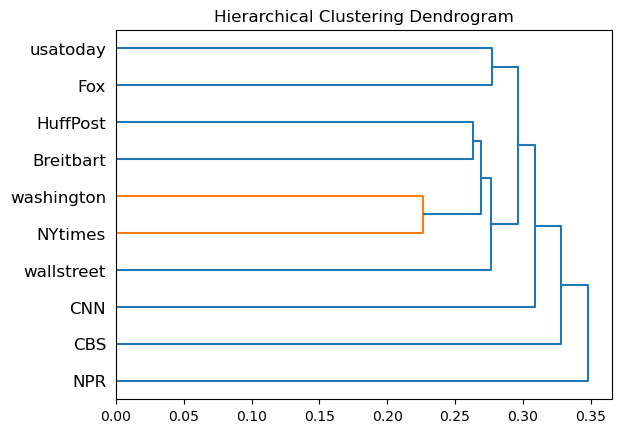 Hierarchical Clustering Dendrogram
usatoday
Fox
HuffPost
Breitbart
washington
NYtimes
wallstreet
CNN
CBS
NPR
0.00 0.05 0.10 0.15 0.20 0.25 0.30 0.35